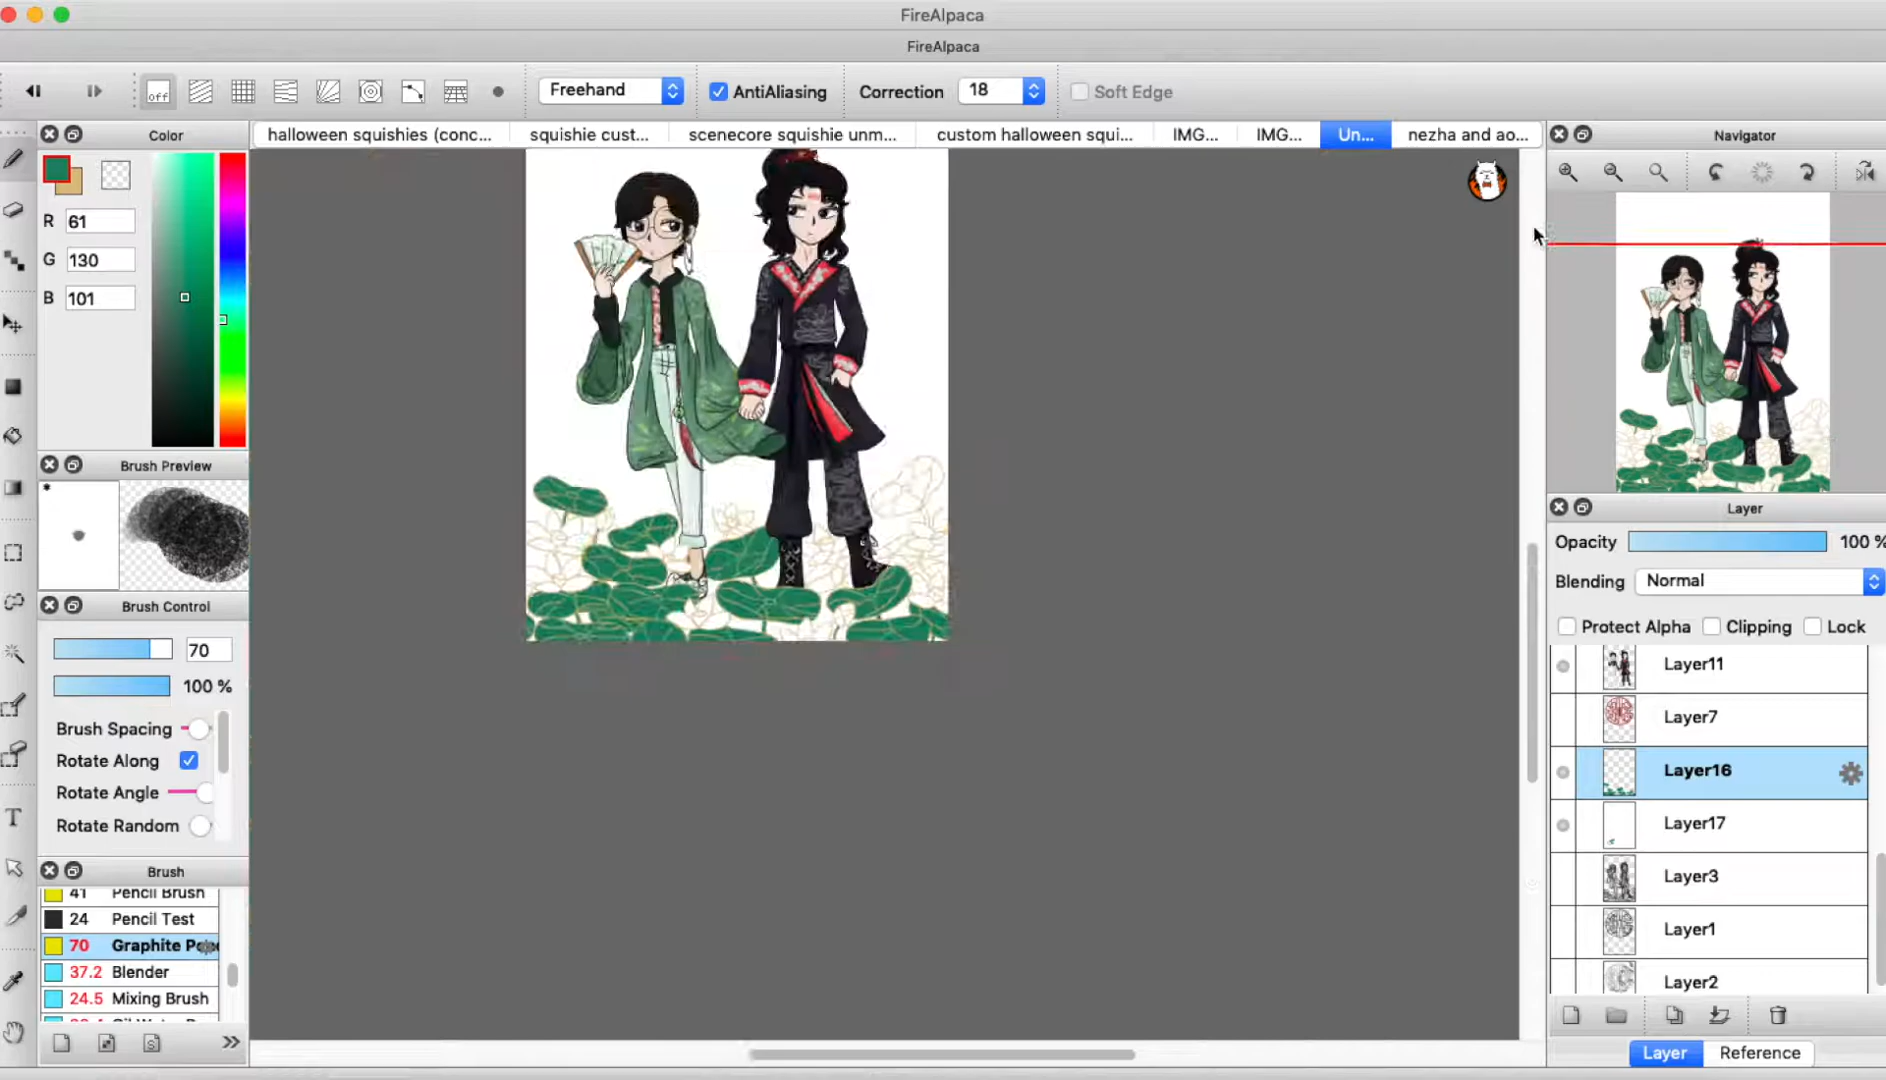 FireAlpaca
FireAlpaca
off
Freehand
AntiAliasing
Correction
18
Soft Edge
Color
halloween squishies (conc...
squishie cust...
scenecore squishie unm...
custom halloween squi...
IMG...
IMG...
Un...
nezha and ao...
Navigator
R 61
G 130
B 101
Brush Preview
*
Brush Control
70
100 %
Brush Spacing
Rotate Along
Rotate Angle
Rotate Random
Brush
41 Pencil Brush
24 Pencil Test
70 Graphite
37.2 Blender
24.5 Mixing Brush
Layer
Opacity
100 %
Blending
Normal
Protect Alpha
Clipping
Lock
Layer11
Layer7
Layer16
Layer17
Layer3
Layer1
Layer2
Layer
Reference
T
S